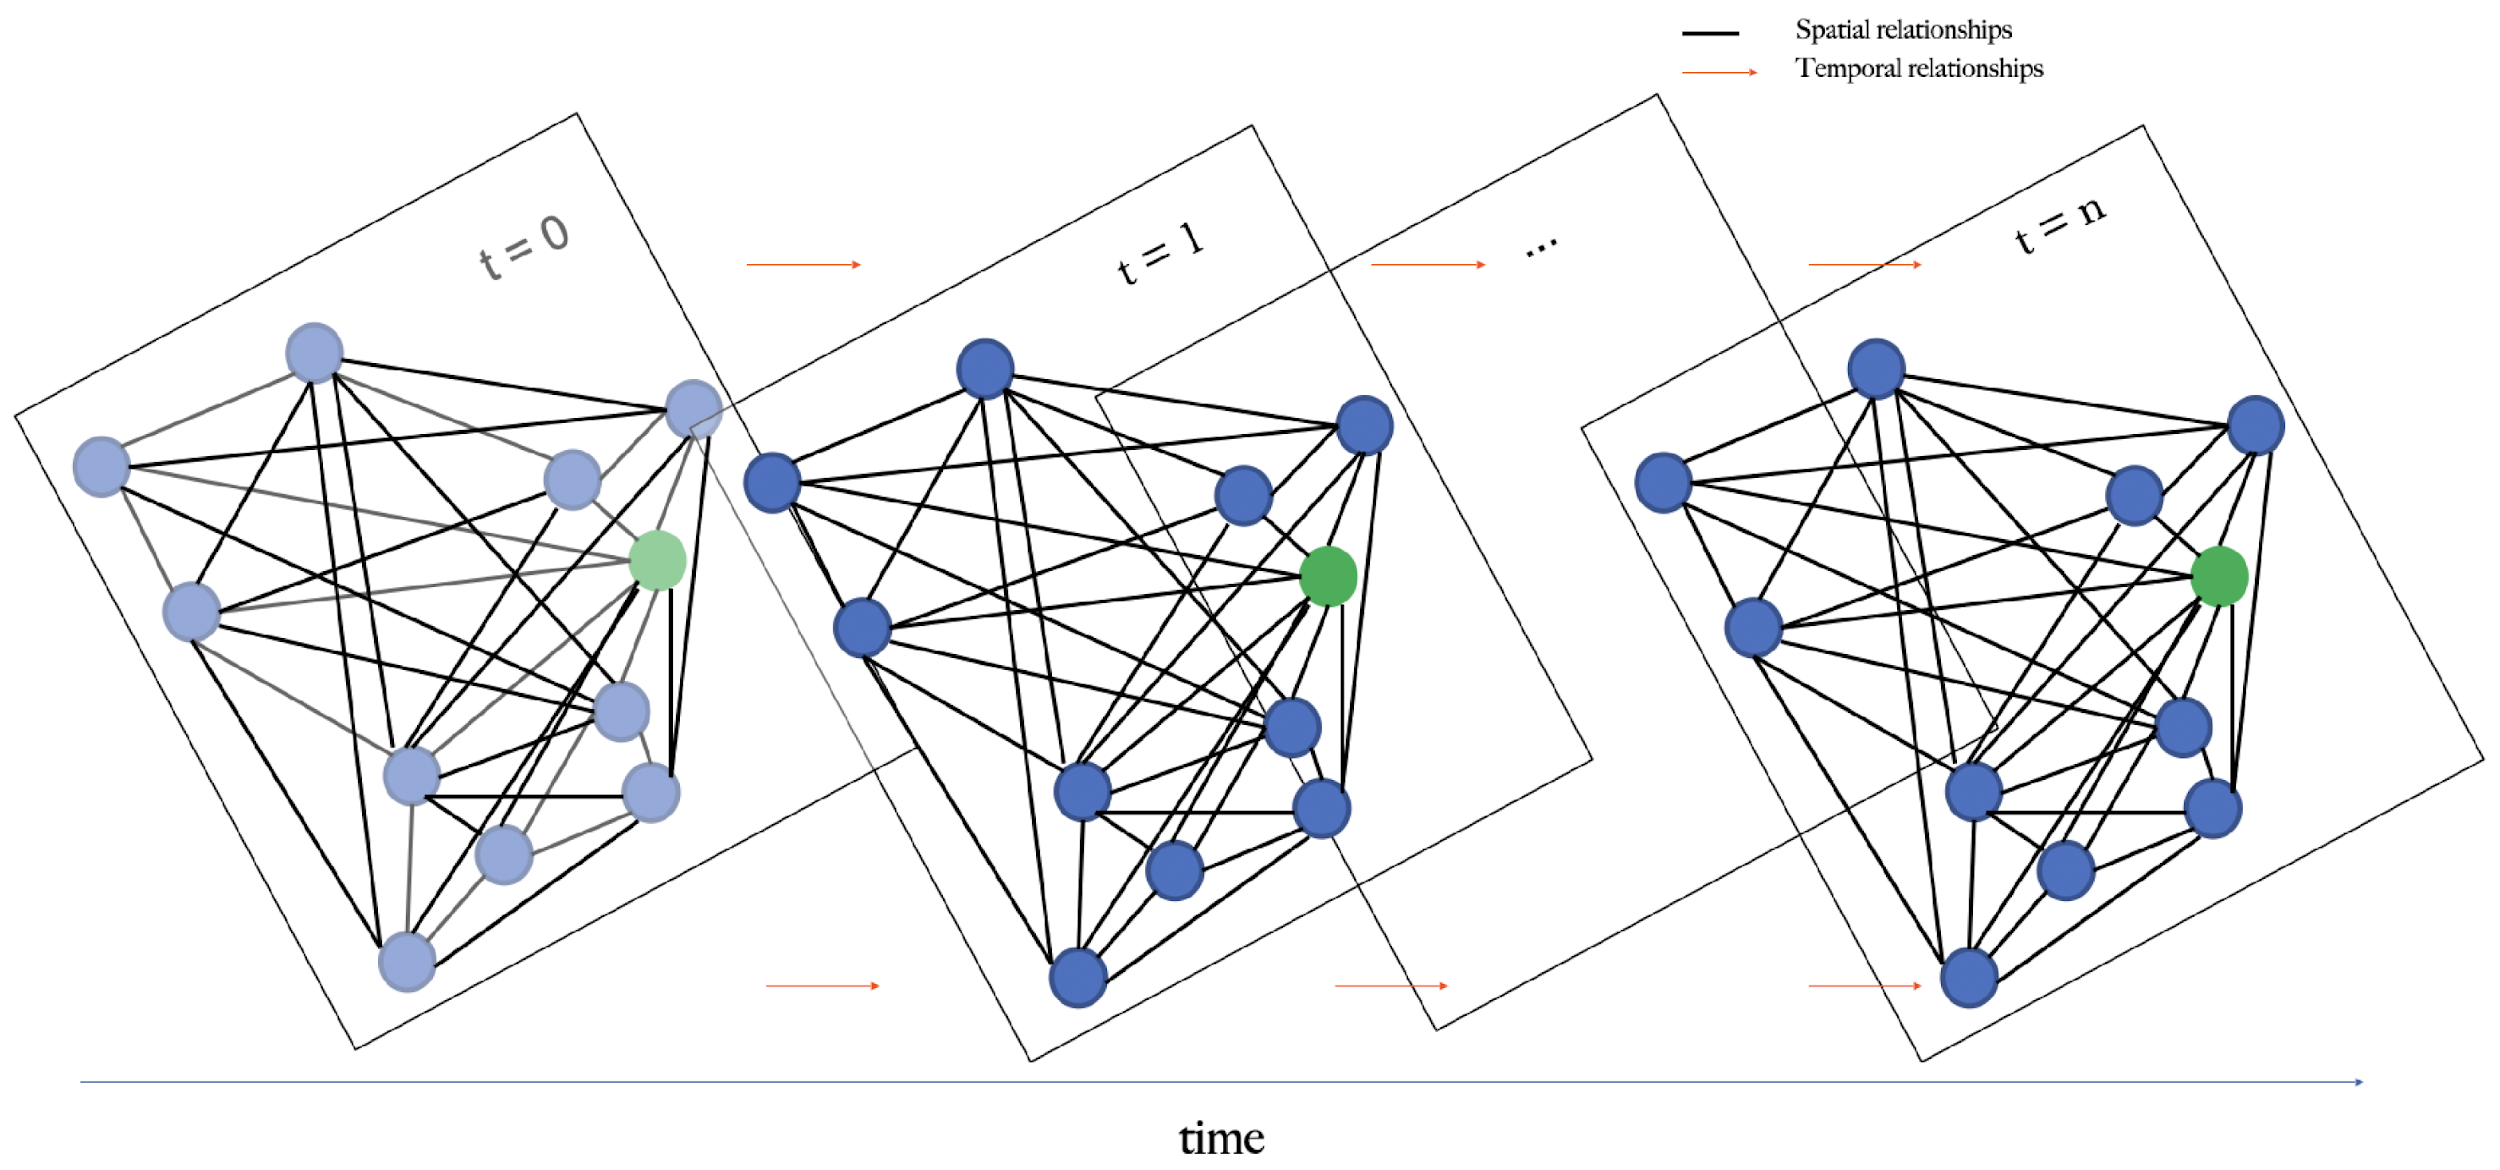 Spatial relationships
Temporal relationships
t = 0
t = 1
...
t = n
time